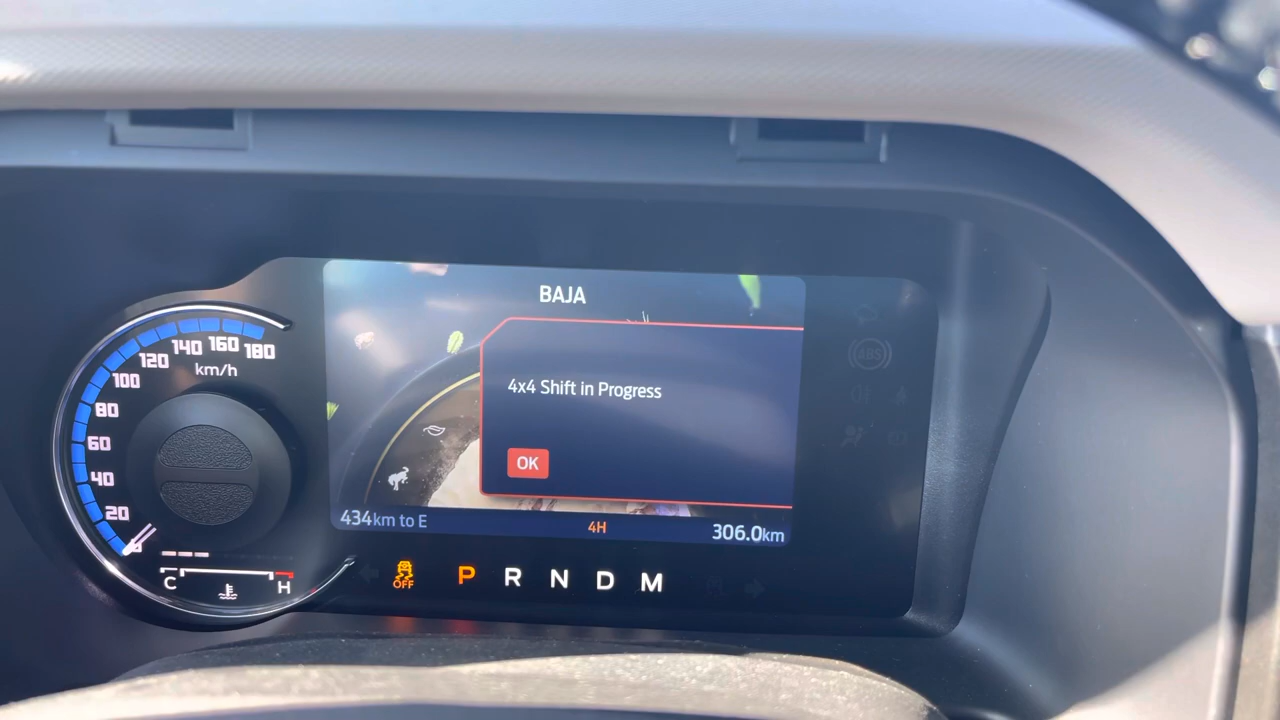 BAJA
4x4 Shift in Progress
OK
434km to E
4H
306.0km
180
160
140
120
100
80
60
40
20
km/h
C
H
OFF
P R N D M
ABS